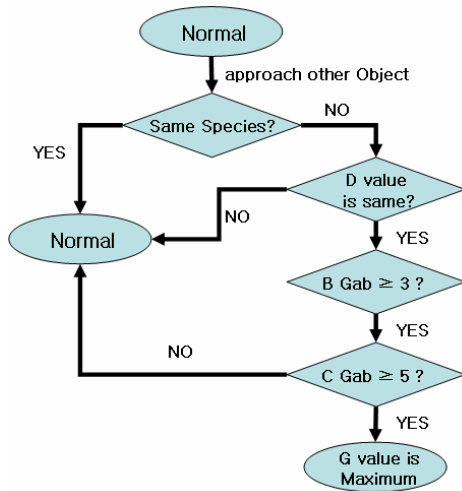 Normal
approach other Object
Same Species?
NO
YES
D value
is same?
NO
Normal
YES
B Gab ≥ 3 ?
YES
NO
C Gab ≥ 5 ?
YES
G value is
Maximum